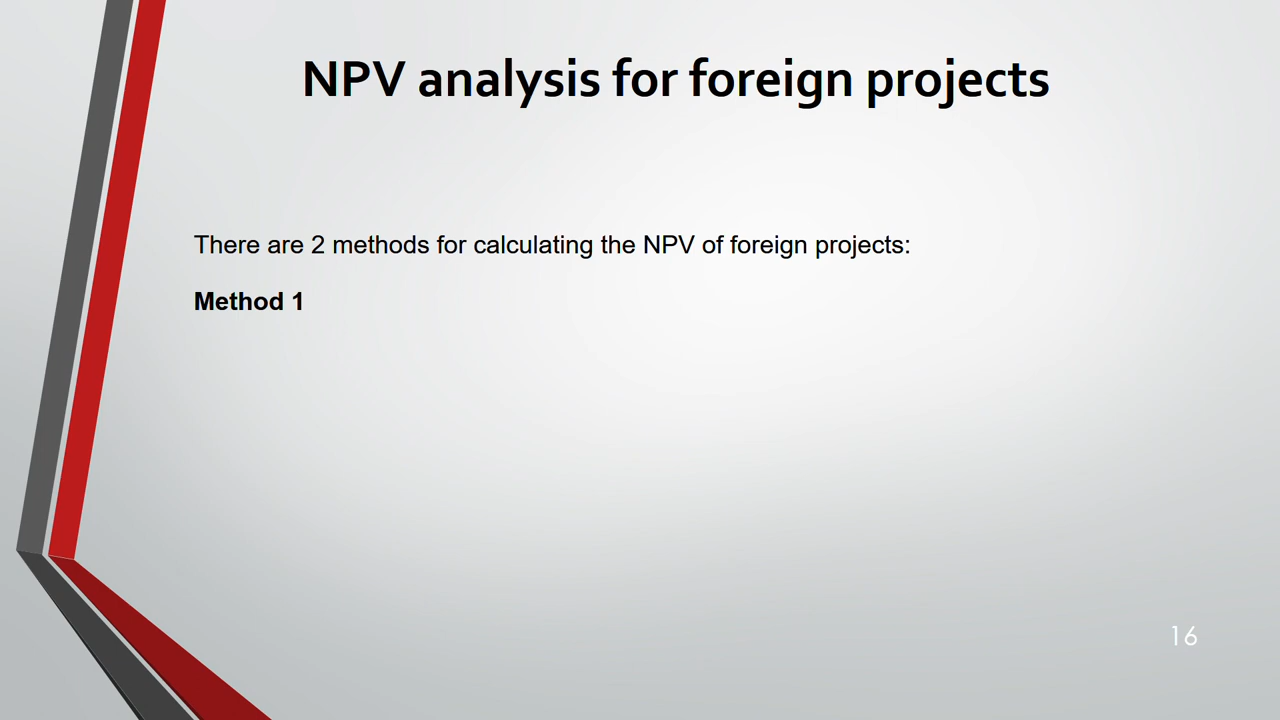 NPV analysis for foreign projects
There are 2 methods for calculating the NPV of foreign projects:
Method 1
16